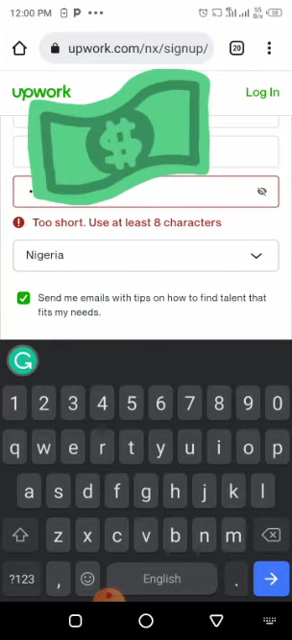 12:00 PM
upwork.com/nx/signup/
20
upwork
Log In
$
Too short. Use at least 8 characters
Nigeria
Send me emails with tips on how to find talent that
fits my needs.
G
1 2 3 4 5 6 7 8 9 0
q w e r t y u i o p
a s d f g h j k l
z x c v b n m
?123 , English .